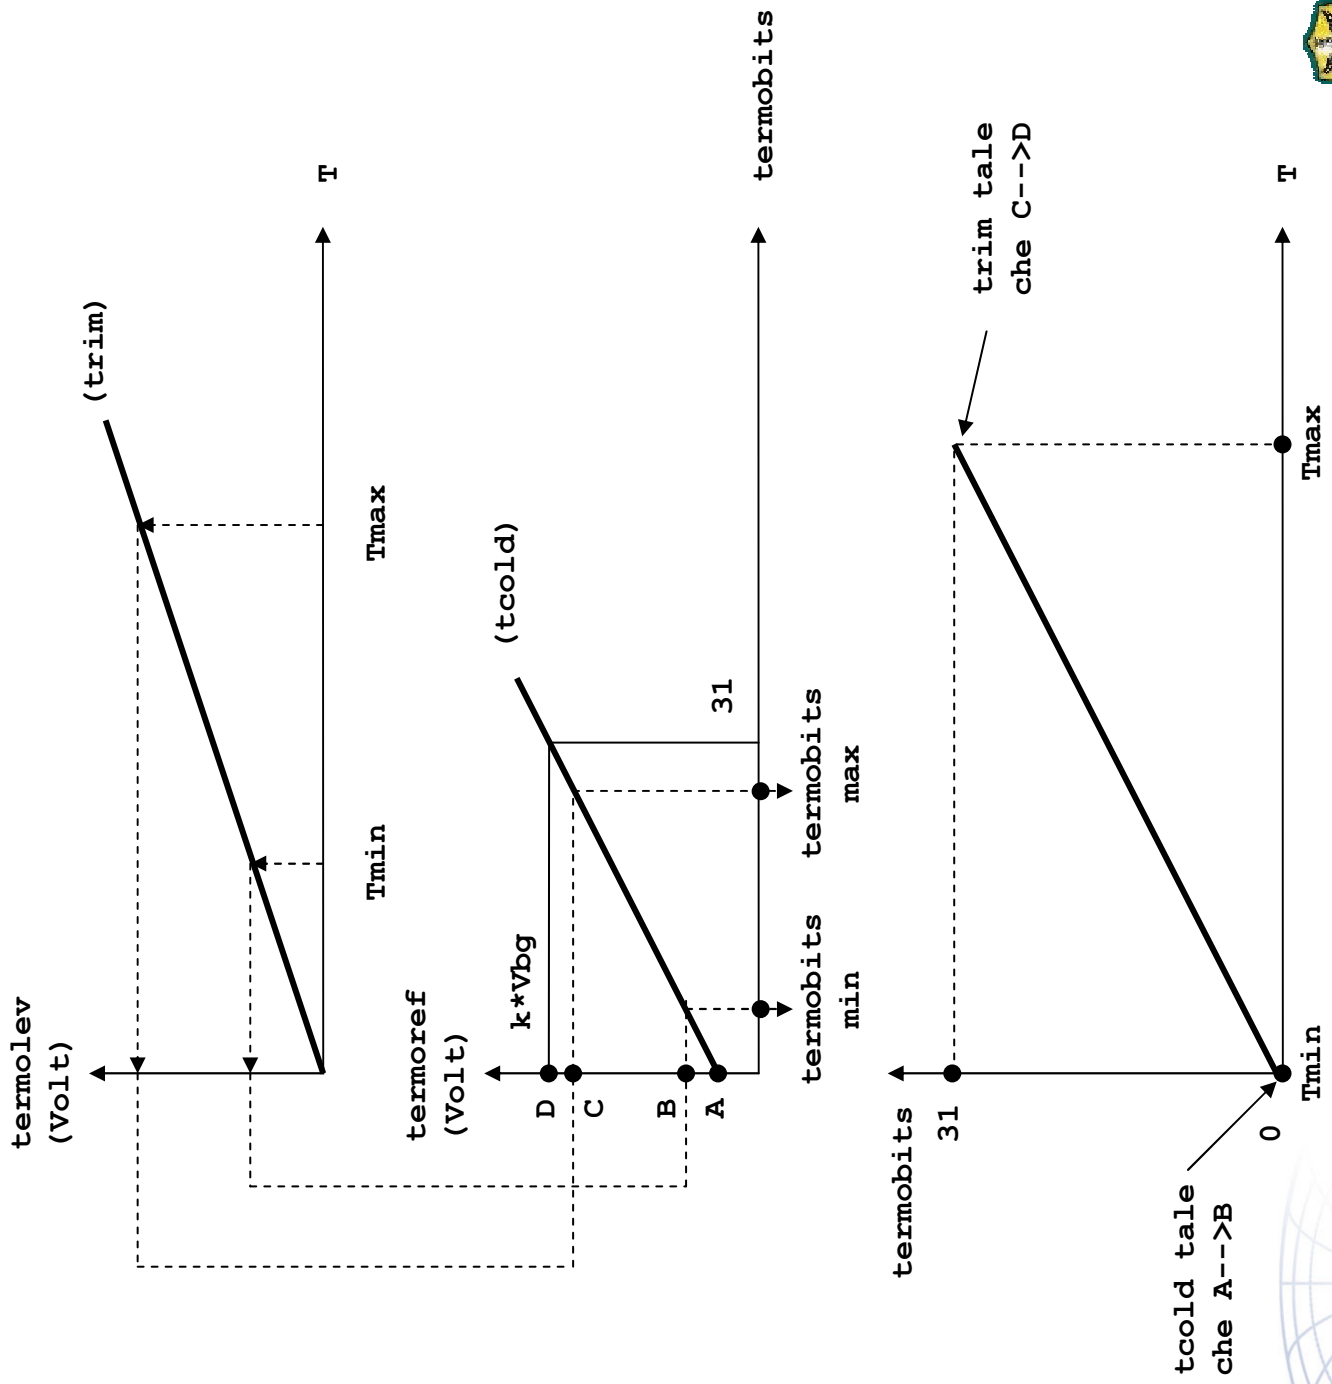 termolev
(Volt)
(trim)
Tmin
Tmax
T
termoref
(Volt)
k*Vbg
(tcold)
D
C
B
A
31
termobits
min
termobits
max
termobits
termobits
31
0
Tmin
Tmax
T
trim tale
che C-->D
tcold tale
che A-->B